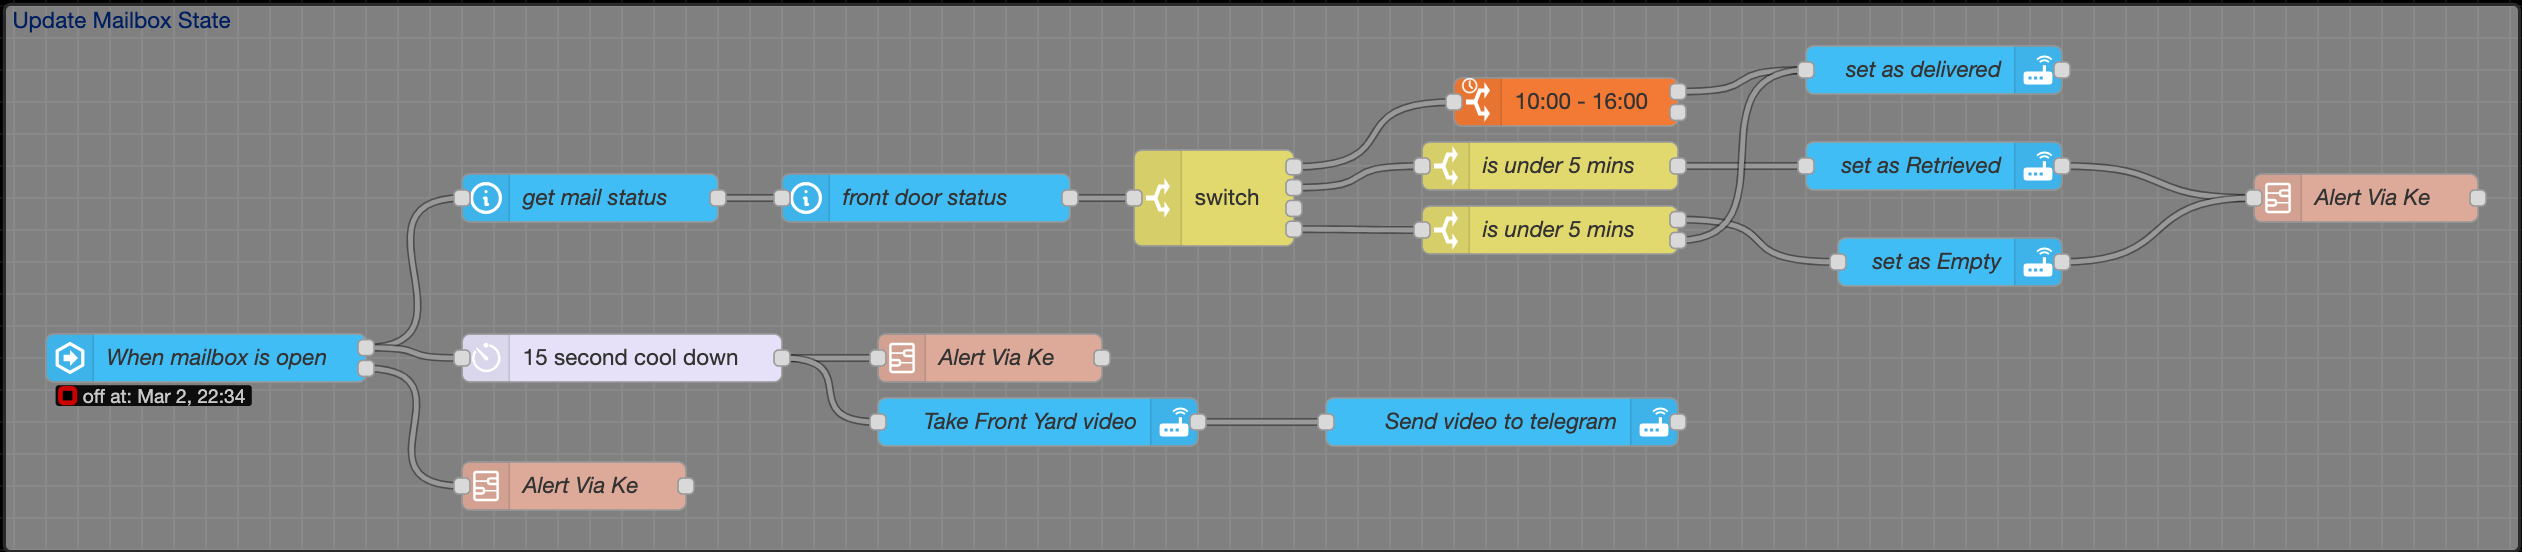 Update Mailbox State
set as delivered
10:00 - 16:00
is under 5 mins
set as Retrieved
get mail status
front door status
switch
Alert Via Ke
is under 5 mins
set as Empty
When mailbox is open
15 second cool down
Alert Via Ke
off at: Mar 2, 22:34
Take Front Yard video
Send video to telegram
Alert Via Ke